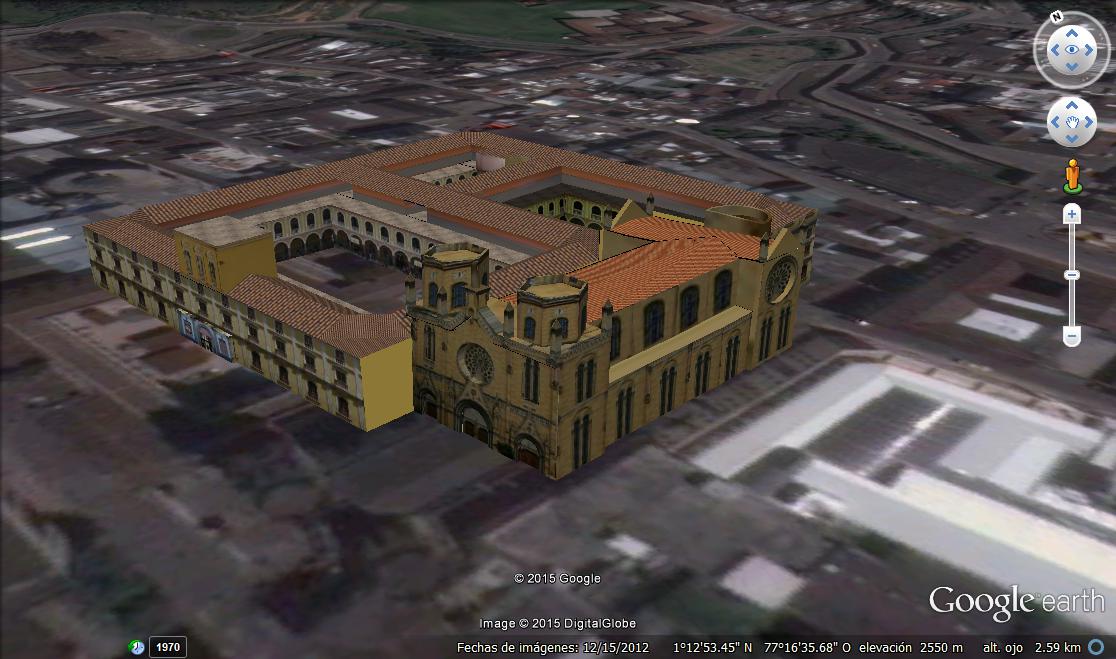 N
© 2015 Google
Google earth
Image © 2015 DigitalGlobe
1970
Fechas de imágenes: 12/15/2012 1°12'53.45" N 77°16'35.68" O elevación 2550 m alt. ojo 2.59 km